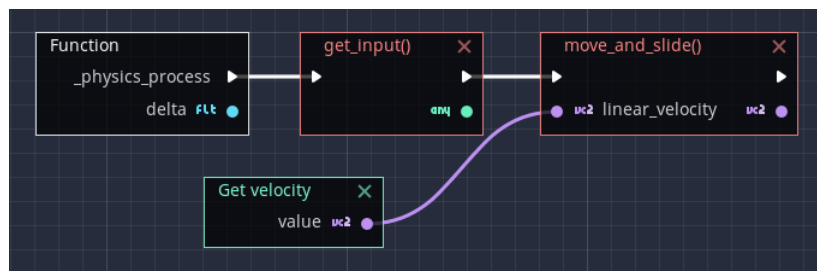 Function
_physics_process
delta flt
get_input()
any
move_and_slide()
vc2 linear_velocity vc2
Get velocity
value vc2